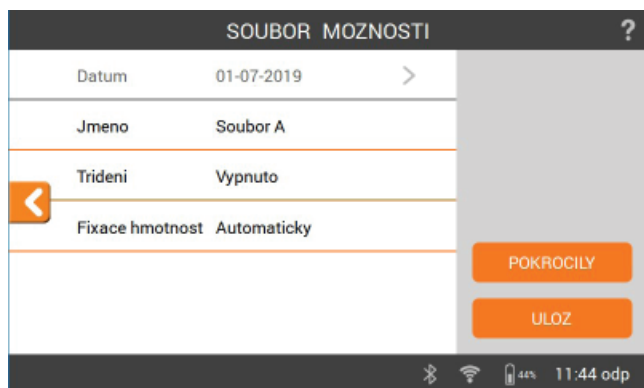 SOUBOR MOZNOSTI ?
Datum 01-07-2019
Jmeno Soubor A
Trideni Vypnuto
Fixace hmotnost Automaticky
POKROCILY
ULOZ
44% 11:44 odp